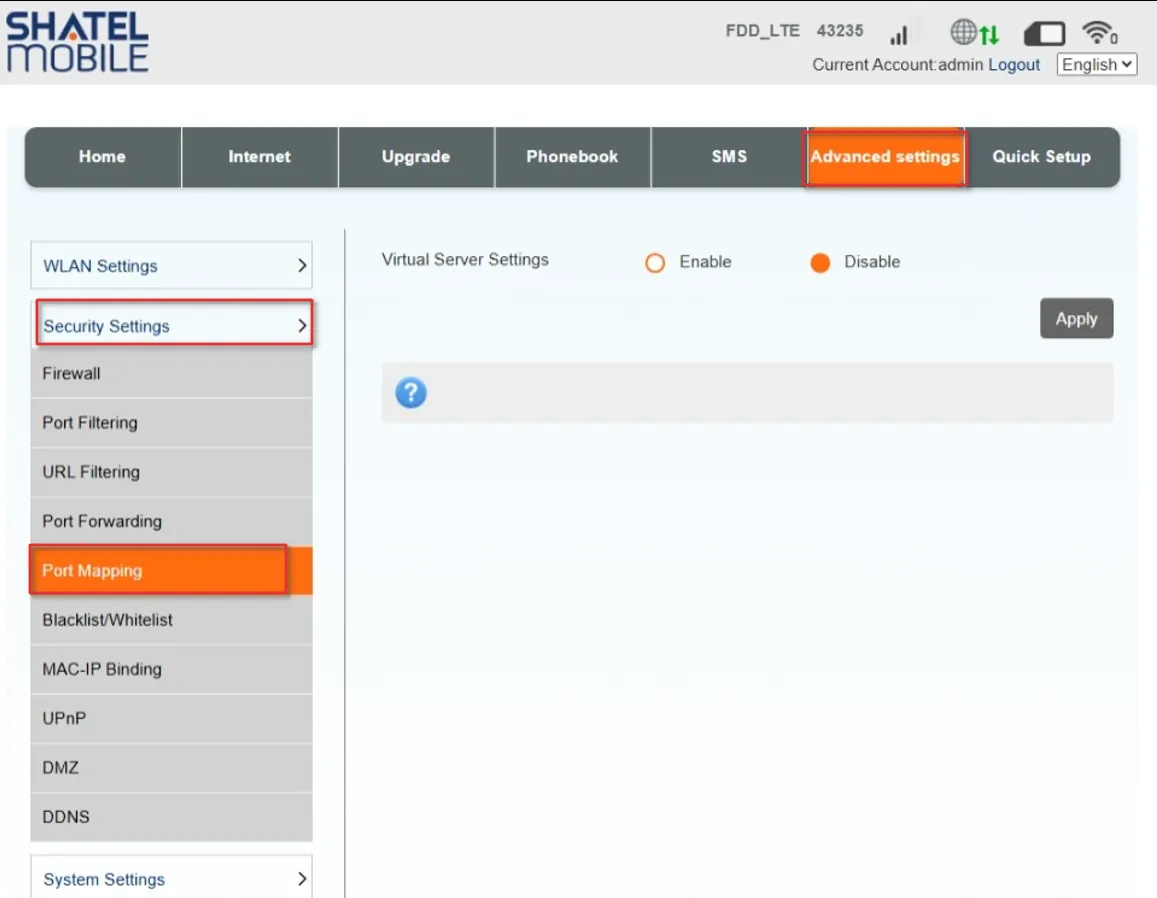 SHATEL
MOBILE
FDD_LTE 43235
0
Current Account:admin Logout English
Home Internet Upgrade Phonebook SMS Advanced settings Quick Setup
WLAN Settings
Virtual Server Settings Enable Disable
Security Settings
Apply
Firewall
?
Port Filtering
URL Filtering
Port Forwarding
Port Mapping
Blacklist/Whitelist
MAC-IP Binding
UPnP
DMZ
DDNS
System Settings